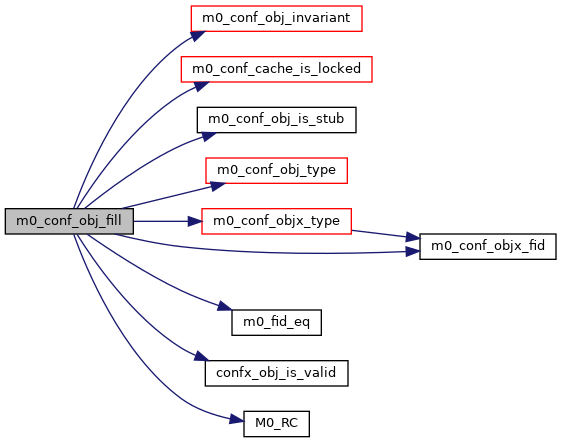 m0_conf_obj_invariant
m0_conf_cache_is_locked
m0_conf_obj_is_stub
m0_conf_obj_type
m0_conf_obj_fill
m0_conf_objx_type
m0_conf_objx_fid
m0_fid_eq
confx_obj_is_valid
M0_RC